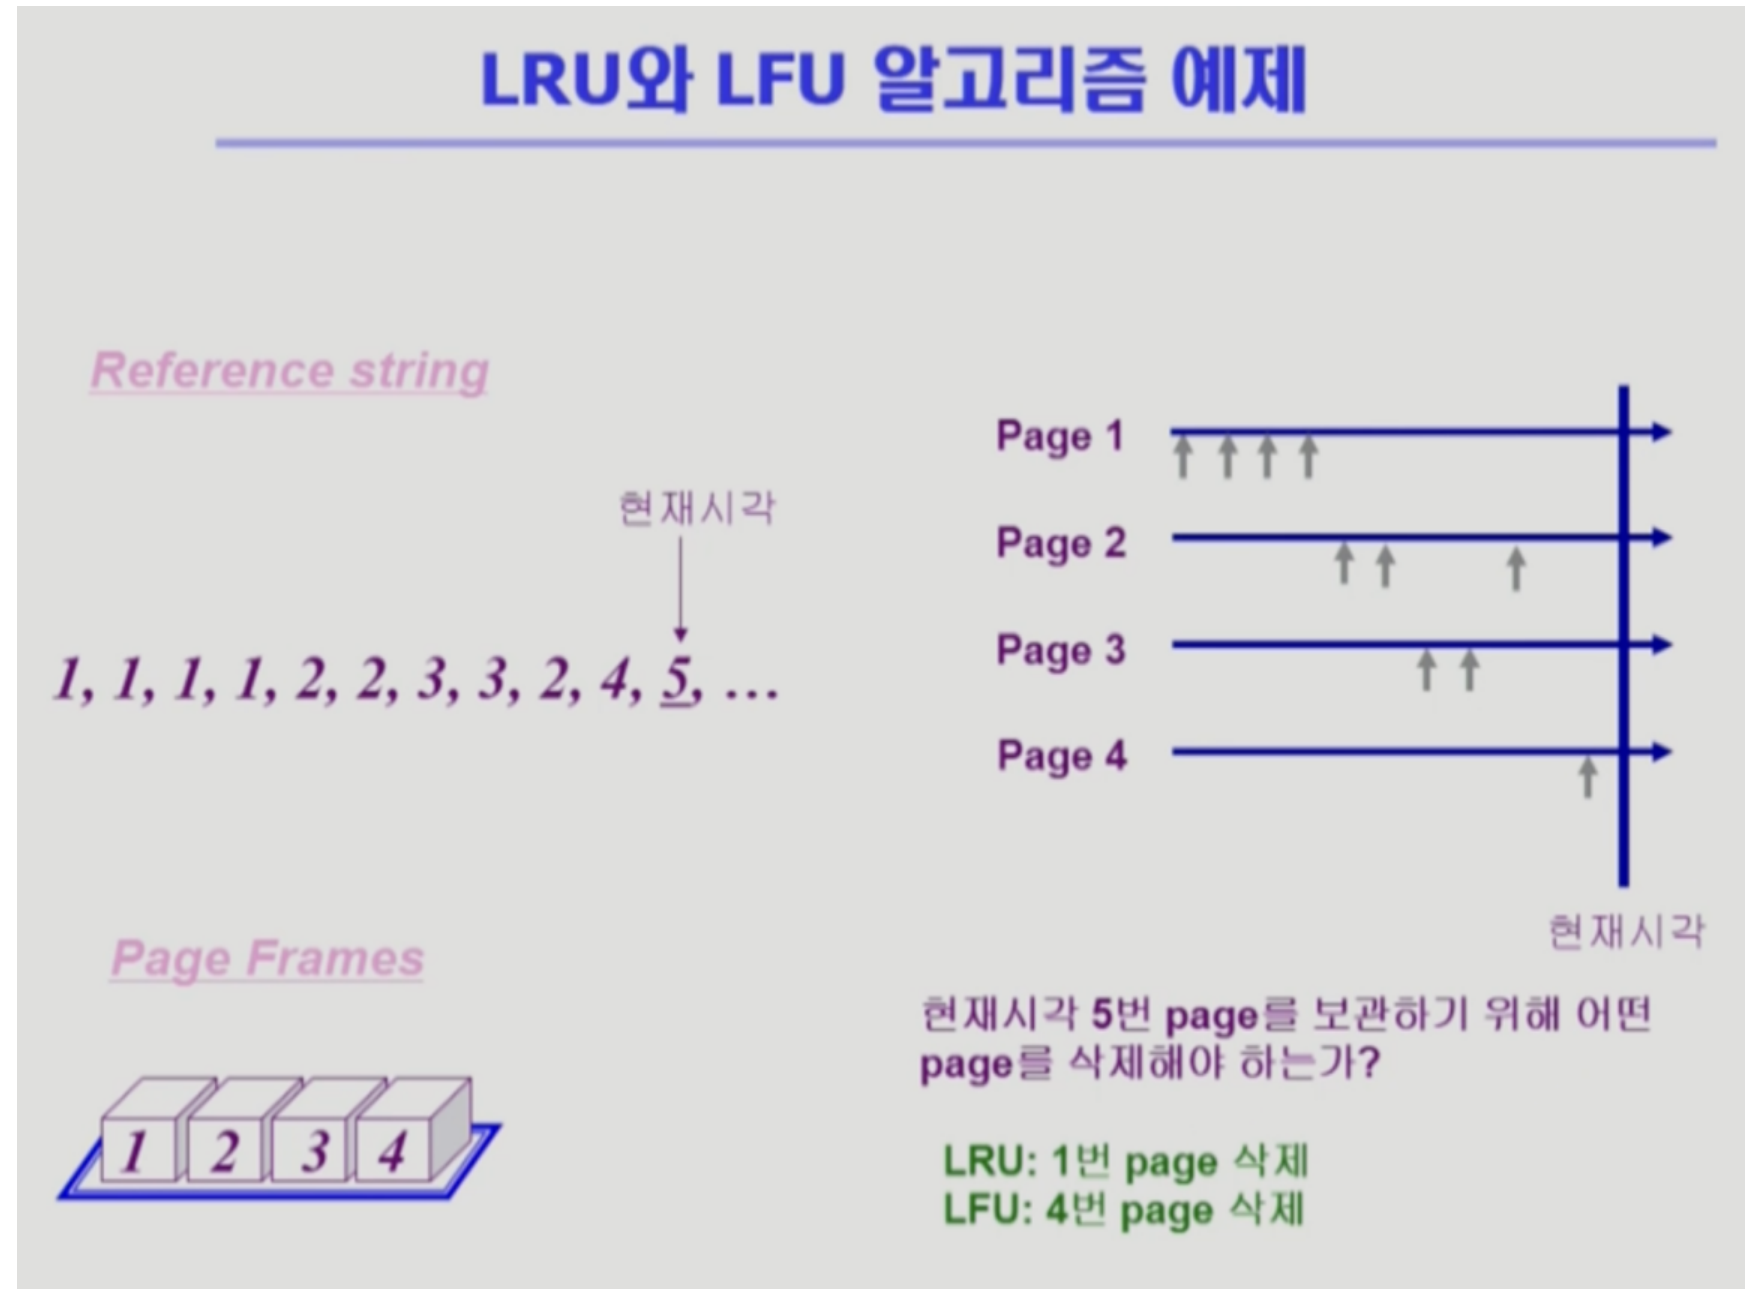 LRU와 LFU 알고리즘 예제
Reference string
현재시각
1, 1, 1, 1, 2, 2, 3, 3, 2, 4, 5, ...
Page Frames
1 2 3 4
Page 1
Page 2
Page 3
Page 4
현재시각
현재시각 5번 page를 보관하기 위해 어떤
page를 삭제해야 하는가?
LRU: 1번 page 삭제
LFU: 4번 page 삭제